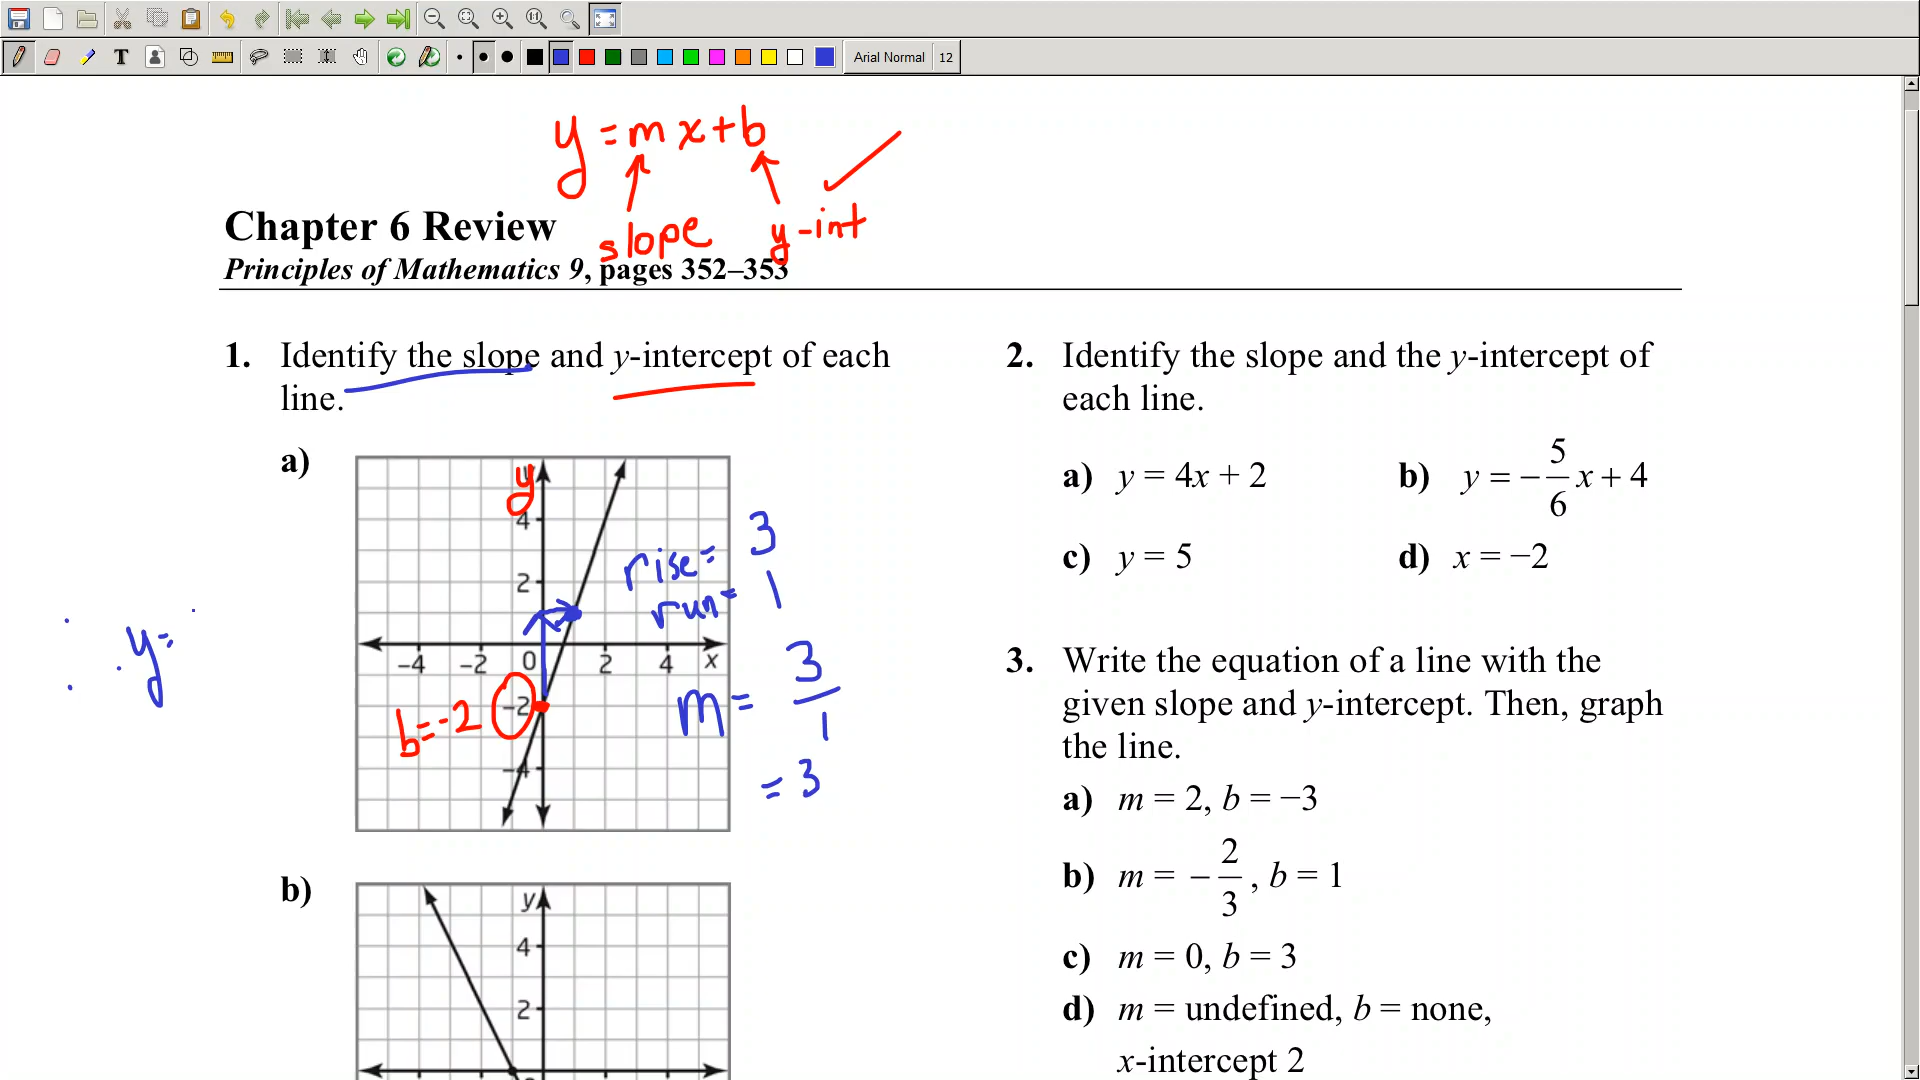 Arial Normal 12
y = mx + b
slope
y-int
Chapter 6 Review
Principles of Mathematics 9, pages 352–353
1. Identify the slope and y-intercept of each
line.
a)
y
4
2
rise = 3
run = 1
-4 -2 0 2 4 x
-2
-4
b = -2
m = 3/1
= 3
∴ y =
b)
y
4
2
2. Identify the slope and the y-intercept of
each line.
a) y = 4x + 2 b) y = −5/6 x + 4
c) y = 5 d) x = −2
3. Write the equation of a line with the
given slope and y-intercept. Then, graph
the line.
a) m = 2, b = −3
b) m = −2/3, b = 1
c) m = 0, b = 3
d) m = undefined, b = none,
x-intercept 2